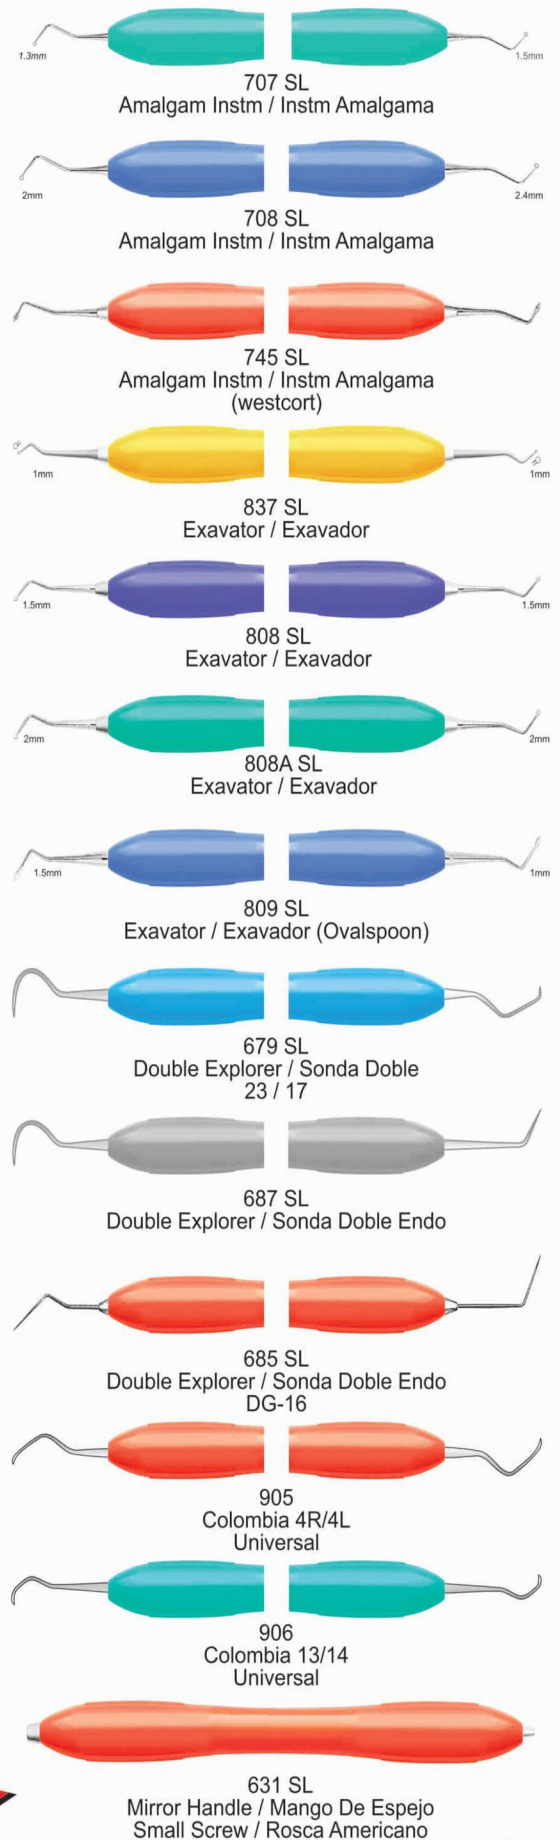 1.3mm 1.5mm
707 SL
Amalgam Instm / Instm Amalgama
2mm 2.4mm
708 SL
Amalgam Instm / Instm Amalgama
745 SL
Amalgam Instm / Instm Amalgama
(westcort)
1mm 1mm
837 SL
Exavator / Exavador
1.5mm 1.5mm
808 SL
Exavator / Exavador
2mm 2mm
808A SL
Exavator / Exavador
1.5mm 1mm
809 SL
Exavator / Exavador (Ovalspoon)
679 SL
Double Explorer / Sonda Doble
23 / 17
687 SL
Double Explorer / Sonda Doble Endo
685 SL
Double Explorer / Sonda Doble Endo
DG-16
905
Colombia 4R/4L
Universal
906
Colombia 13/14
Universal
631 SL
Mirror Handle / Mango De Espejo
Small Screw / Rosca Americano